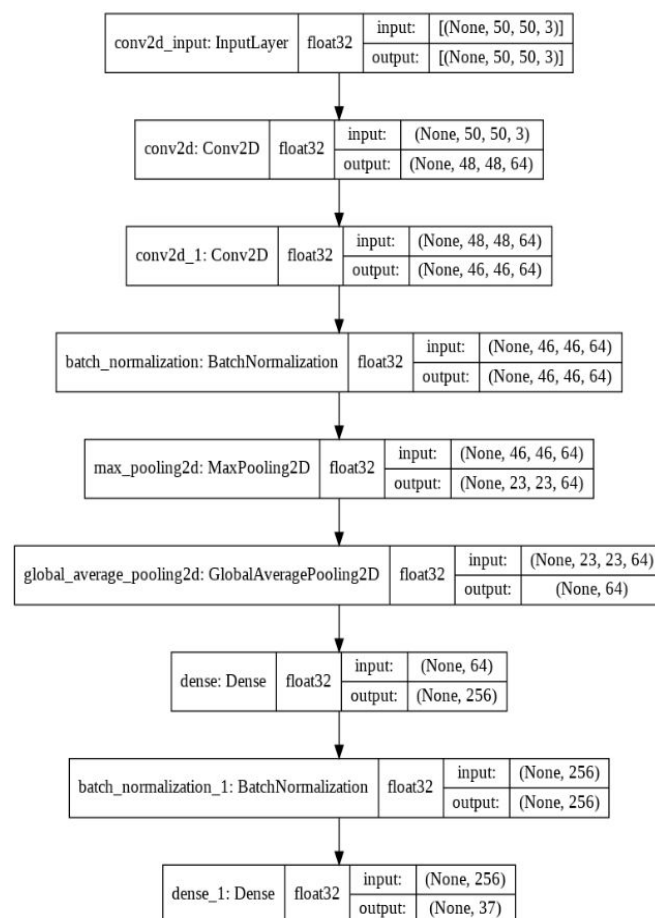 conv2d_input: InputLayer float32 input: [(None, 50, 50, 3)]
output: [(None, 50, 50, 3)]
conv2d: Conv2D float32 input: (None, 50, 50, 3)
output: (None, 48, 48, 64)
conv2d_1: Conv2D float32 input: (None, 48, 48, 64)
output: (None, 46, 46, 64)
batch_normalization: BatchNormalization float32 input: (None, 46, 46, 64)
output: (None, 46, 46, 64)
max_pooling2d: MaxPooling2D float32 input: (None, 46, 46, 64)
output: (None, 23, 23, 64)
global_average_pooling2d: GlobalAveragePooling2D float32 input: (None, 23, 23, 64)
output: (None, 64)
dense: Dense float32 input: (None, 64)
output: (None, 256)
batch_normalization_1: BatchNormalization float32 input: (None, 256)
output: (None, 256)
dense_1: Dense float32 input: (None, 256)
output: (None, 37)